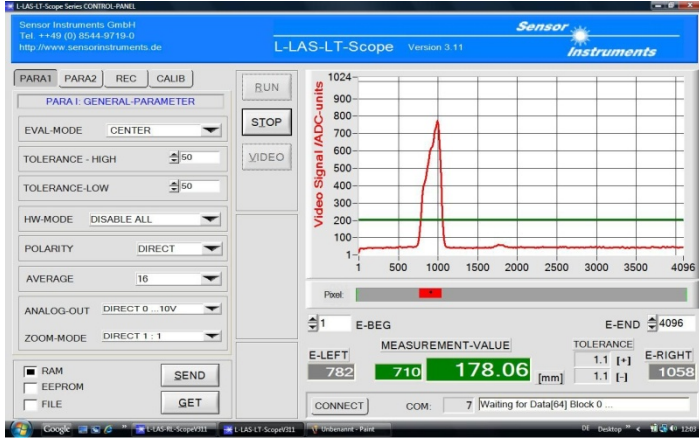 L-LAS-LT-Scope Series CONTROL-PANEL
Sensor Instruments GmbH
Tel. ++49 (0) 8544-9719-0
http://www.sensorinstruments.de
L-LAS-LT-Scope Version 3.11
Sensor
Instruments
PARA1 PARA2 REC CALIB
PARA I: GENERAL-PARAMETER
EVAL-MODE CENTER
TOLERANCE - HIGH 50
TOLERANCE-LOW 50
HW-MODE DISABLE ALL
POLARITY DIRECT
AVERAGE 16
ANALOG-OUT DIRECT 0 ...10V
ZOOM-MODE DIRECT 1 : 1
RAM
EEPROM
FILE
SEND
GET
RUN
STOP
VIDEO
Video Signal /ADC-units
1024
900
800
700
600
500
400
300
200
100
1
1 500 1000 1500 2000 2500 3000 3500 4096
Pixel:
1 E-BEG E-END 4096
MEASUREMENT-VALUE TOLERANCE
E-LEFT E-RIGHT
782 710 178.06 [mm] 1.1 [+] 1058
1.1 [-]
CONNECT COM: 7 Waiting for Data[64] Block 0 ...
Google L-LAS-RL-ScopeV311 L-LAS-LT-ScopeV311 Unbenannt - Paint DE Desktop 12:07